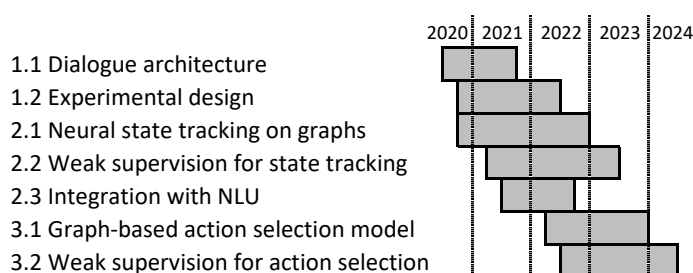 2020 2021 2022 2023 2024
1.1 Dialogue architecture
1.2 Experimental design
2.1 Neural state tracking on graphs
2.2 Weak supervision for state tracking
2.3 Integration with NLU
3.1 Graph-based action selection model
3.2 Weak supervision for action selection